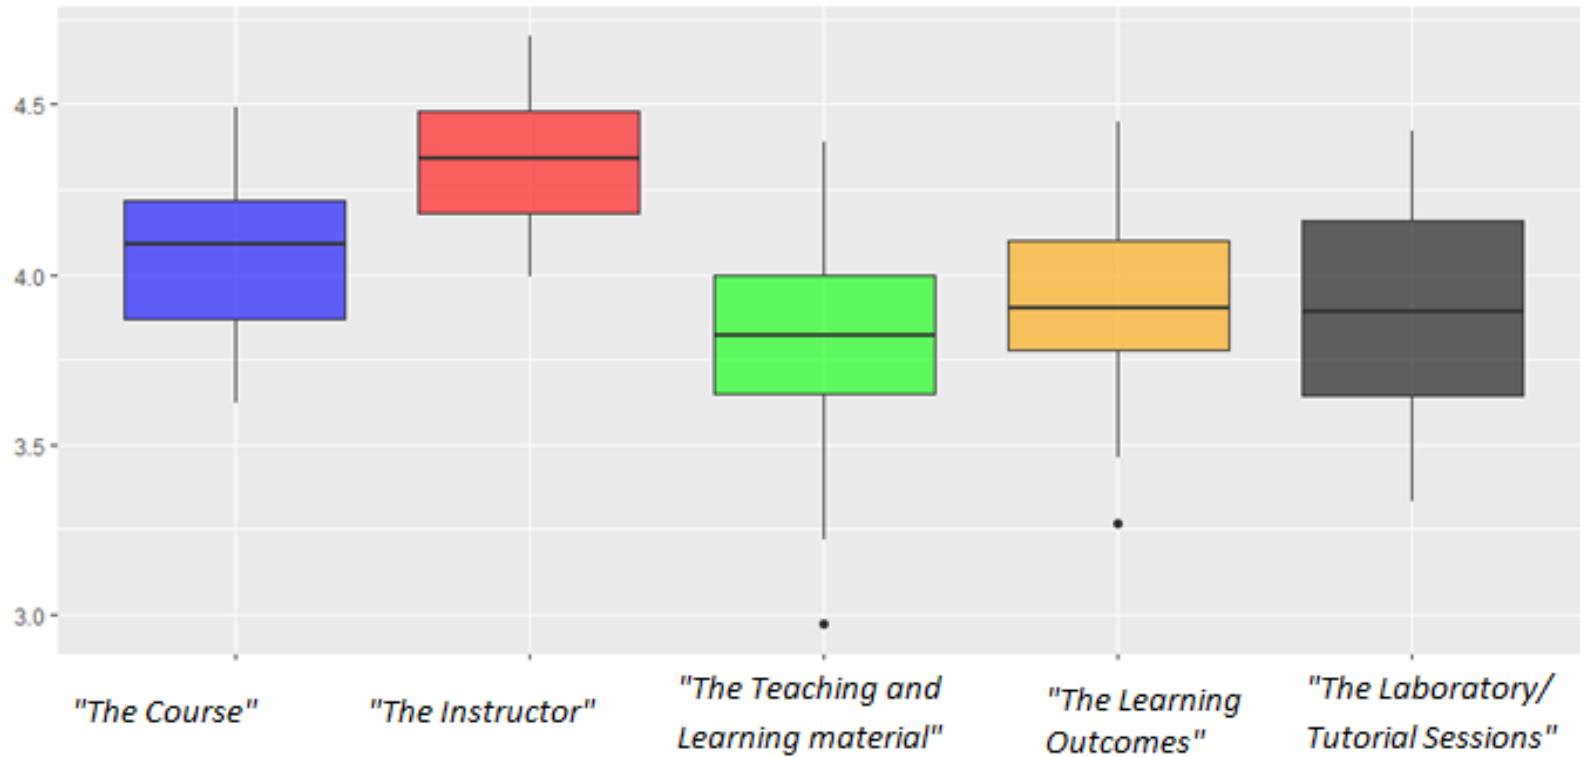 4.5
4.0
3.5
3.0
"The Course"
"The Instructor"
"The Teaching and
Learning material"
"The Learning
Outcomes"
"The Laboratory/
Tutorial Sessions"